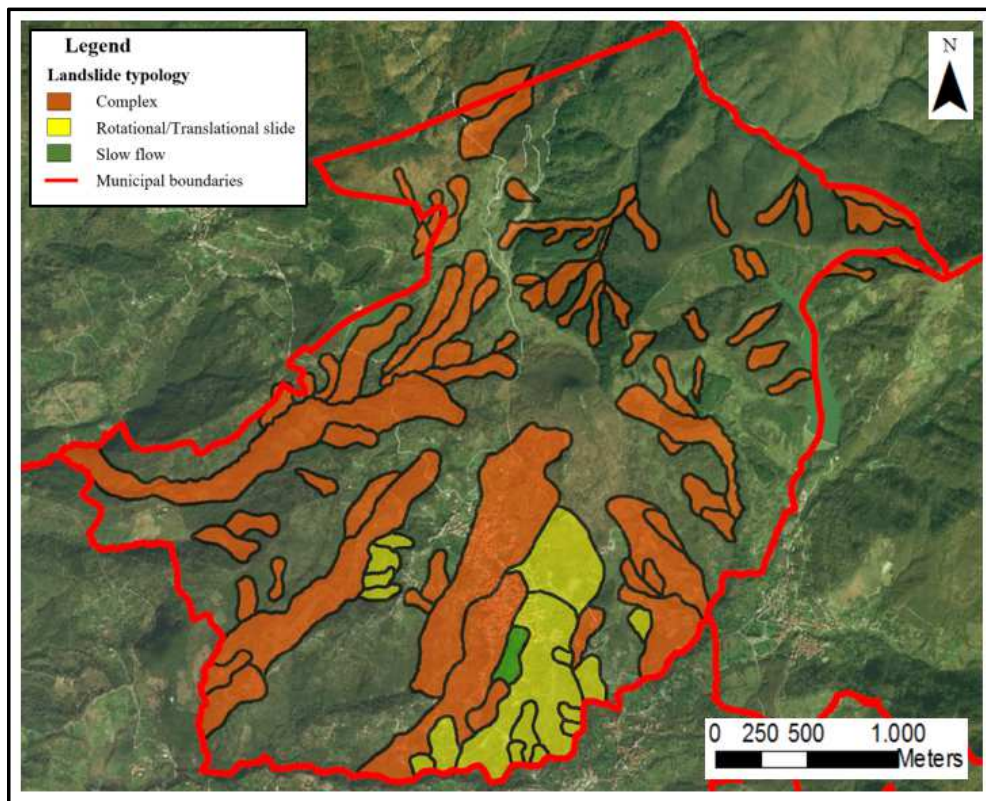 Legend
Landslide typology
Complex
Rotational/Translational slide
Slow flow
Municipal boundaries
N
0 250 500 1.000
Meters